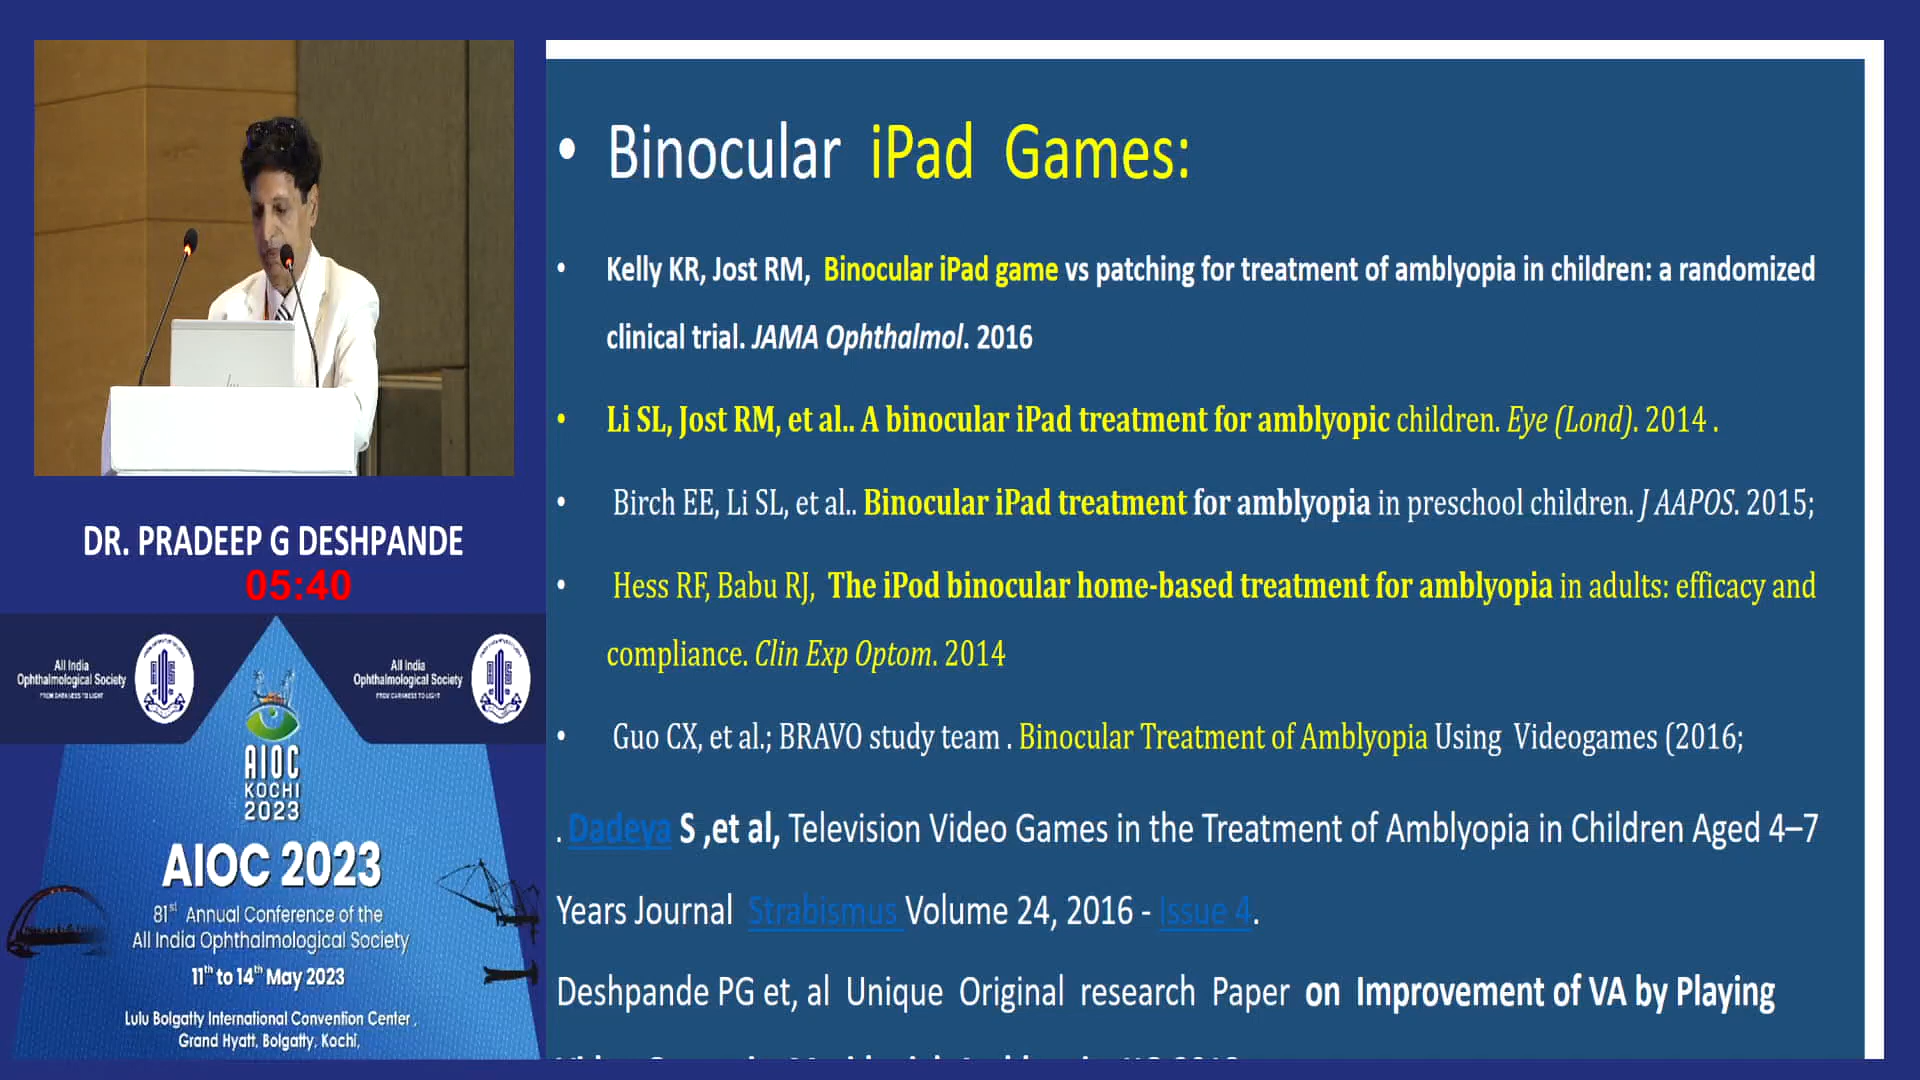 • Binocular iPad Games:
• Kelly KR, Jost RM, Binocular iPad game vs patching for treatment of amblyopia in children: a randomized
clinical trial. JAMA Ophthalmol. 2016
• Li SL, Jost RM, et al.. A binocular iPad treatment for amblyopic children. Eye (Lond). 2014 .
• Birch EE, Li SL, et al.. Binocular iPad treatment for amblyopia in preschool children. J AAPOS. 2015;
• Hess RF, Babu RJ, The iPod binocular home-based treatment for amblyopia in adults: efficacy and
compliance. Clin Exp Optom. 2014
• Guo CX, et al.; BRAVO study team . Binocular Treatment of Amblyopia Using Videogames (2016;
. Dadeya S ,et al, Television Video Games in the Treatment of Amblyopia in Children Aged 4–7
Years Journal Strabismus Volume 24, 2016 - Issue 4.
Deshpande PG et, al Unique Original research Paper on Improvement of VA by Playing
DR. PRADEEP G DESHPANDE
05:40
All India
Ophthalmological Society
FROM DARKNESS TO LIGHT
All India
Ophthalmological Society
FROM DARKNESS TO LIGHT
AIOC
KOCHI
2023
AIOC 2023
81st Annual Conference of the
All India Ophthalmological Society
11th to 14th May 2023
Lulu Bolgatty International Convention Center ,
Grand Hyatt, Bolgatty, Kochi,